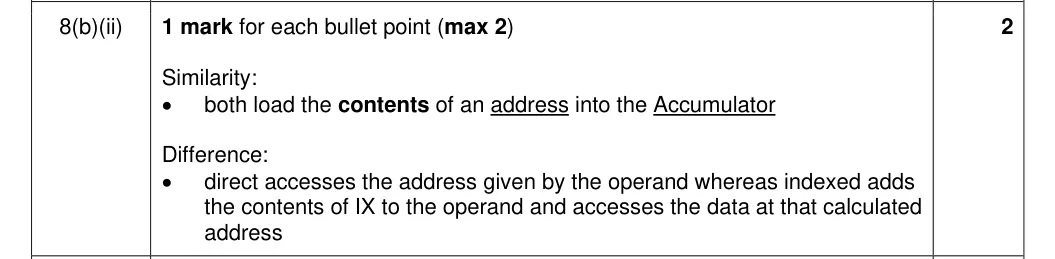 8(b)(ii) 1 mark for each bullet point (max 2) 2
Similarity:
• both load the contents of an address into the Accumulator
Difference:
• direct accesses the address given by the operand whereas indexed adds
the contents of IX to the operand and accesses the data at that calculated
address